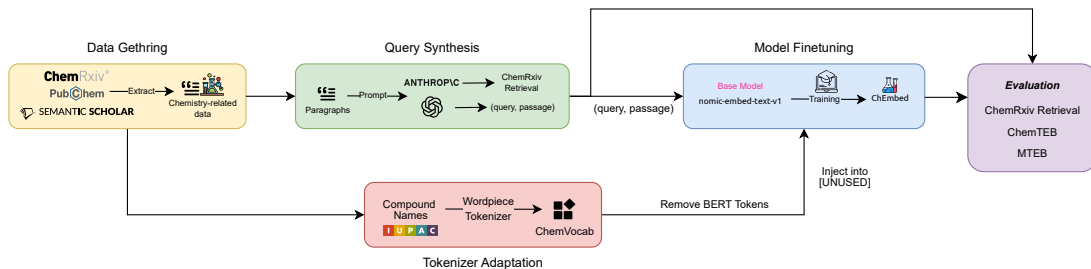 Data Gethring
ChemRxiv
PubChem
SEMANTIC SCHOLAR
Extract
Chemistry-related
data
Query Synthesis
Paragraphs
Prompt
ANTHROP\C
ChemRxiv
Retrieval
(query, passage)
(query, passage)
Model Finetuning
Base Model
nomic-embed-text-v1
Training
ChEmbed
Evaluation
ChemRxiv Retrieval
ChemTEB
MTEB
Compound
Names
IUPAC
Wordpiece
Tokenizer
ChemVocab
Tokenizer Adaptation
Remove BERT Tokens
Inject into
[UNUSED]